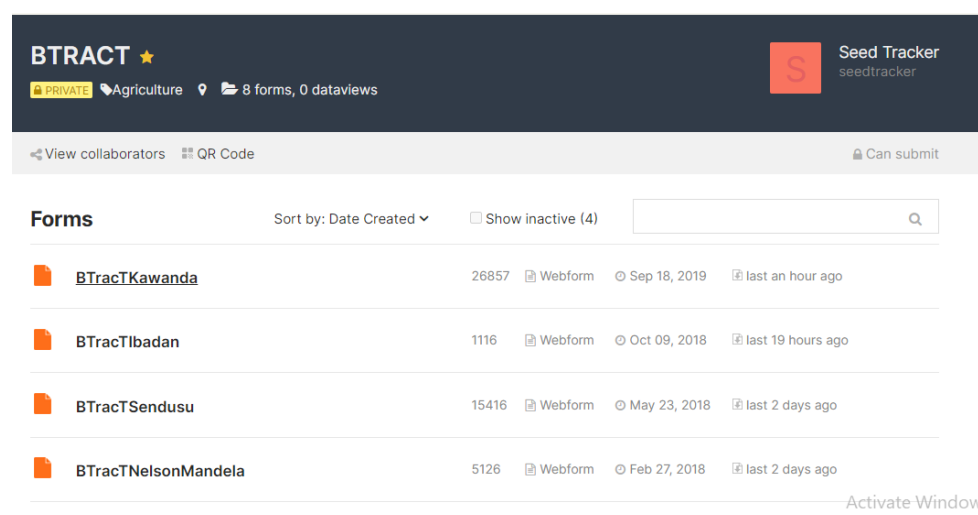 BTRACT
Seed Tracker
S
seedtracker
PRIVATE Agriculture 8 forms, 0 dataviews
View collaborators QR Code Can submit
Forms Sort by: Date Created Show inactive (4)
BTracTKawanda 26857 Webform Sep 18, 2019 last an hour ago
BTracTIbadan 1116 Webform Oct 09, 2018 last 19 hours ago
BTracTSendusu 15416 Webform May 23, 2018 last 2 days ago
BTracTNelsonMandela 5126 Webform Feb 27, 2018 last 2 days ago
Activate Window